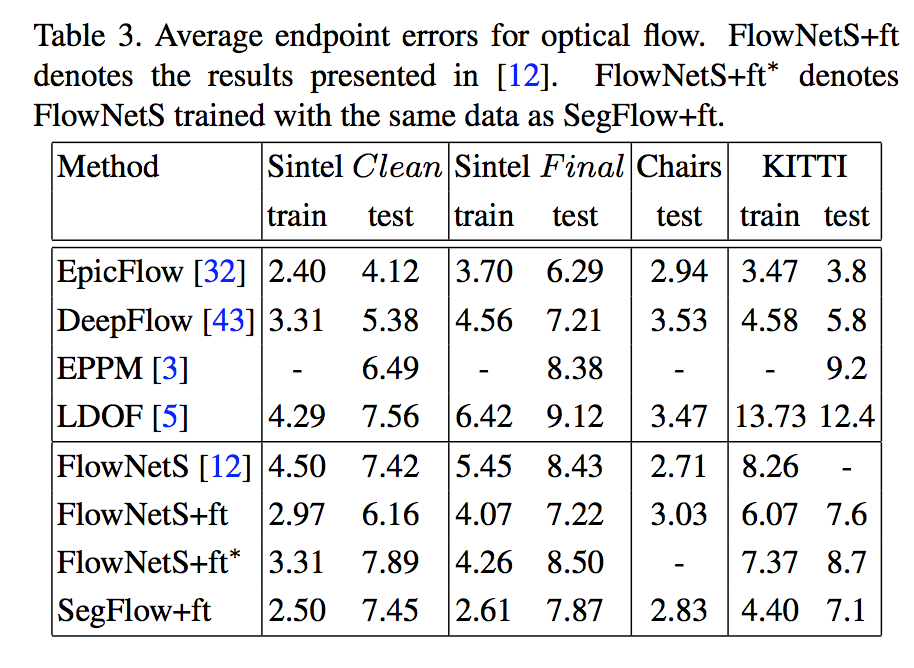 Table 3. Average endpoint errors for optical flow. FlowNetS+ft
denotes the results presented in [12]. FlowNetS+ft* denotes
FlowNetS trained with the same data as SegFlow+ft.
Method Sintel Clean Sintel Final Chairs KITTI
train test train test test train test
EpicFlow [32] 2.40 4.12 3.70 6.29 2.94 3.47 3.8
DeepFlow [43] 3.31 5.38 4.56 7.21 3.53 4.58 5.8
EPPM [3] - 6.49 - 8.38 - - 9.2
LDOF [5] 4.29 7.56 6.42 9.12 3.47 13.73 12.4
FlowNetS [12] 4.50 7.42 5.45 8.43 2.71 8.26 -
FlowNetS+ft 2.97 6.16 4.07 7.22 3.03 6.07 7.6
FlowNetS+ft* 3.31 7.89 4.26 8.50 - 7.37 8.7
SegFlow+ft 2.50 7.45 2.61 7.87 2.83 4.40 7.1